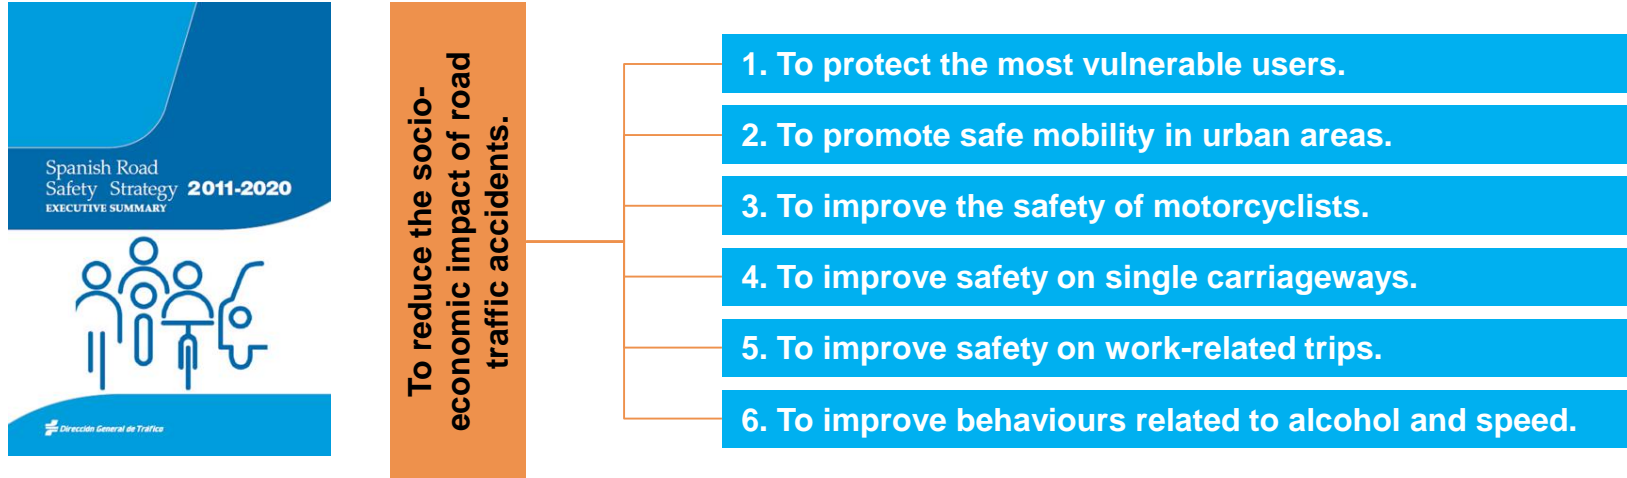 Spanish Road
Safety Strategy 2011-2020
EXECUTIVE SUMMARY
Dirección General de Tráfico
To reduce the socio-
economic impact of road
traffic accidents.
1. To protect the most vulnerable users.
2. To promote safe mobility in urban areas.
3. To improve the safety of motorcyclists.
4. To improve safety on single carriageways.
5. To improve safety on work-related trips.
6. To improve behaviours related to alcohol and speed.